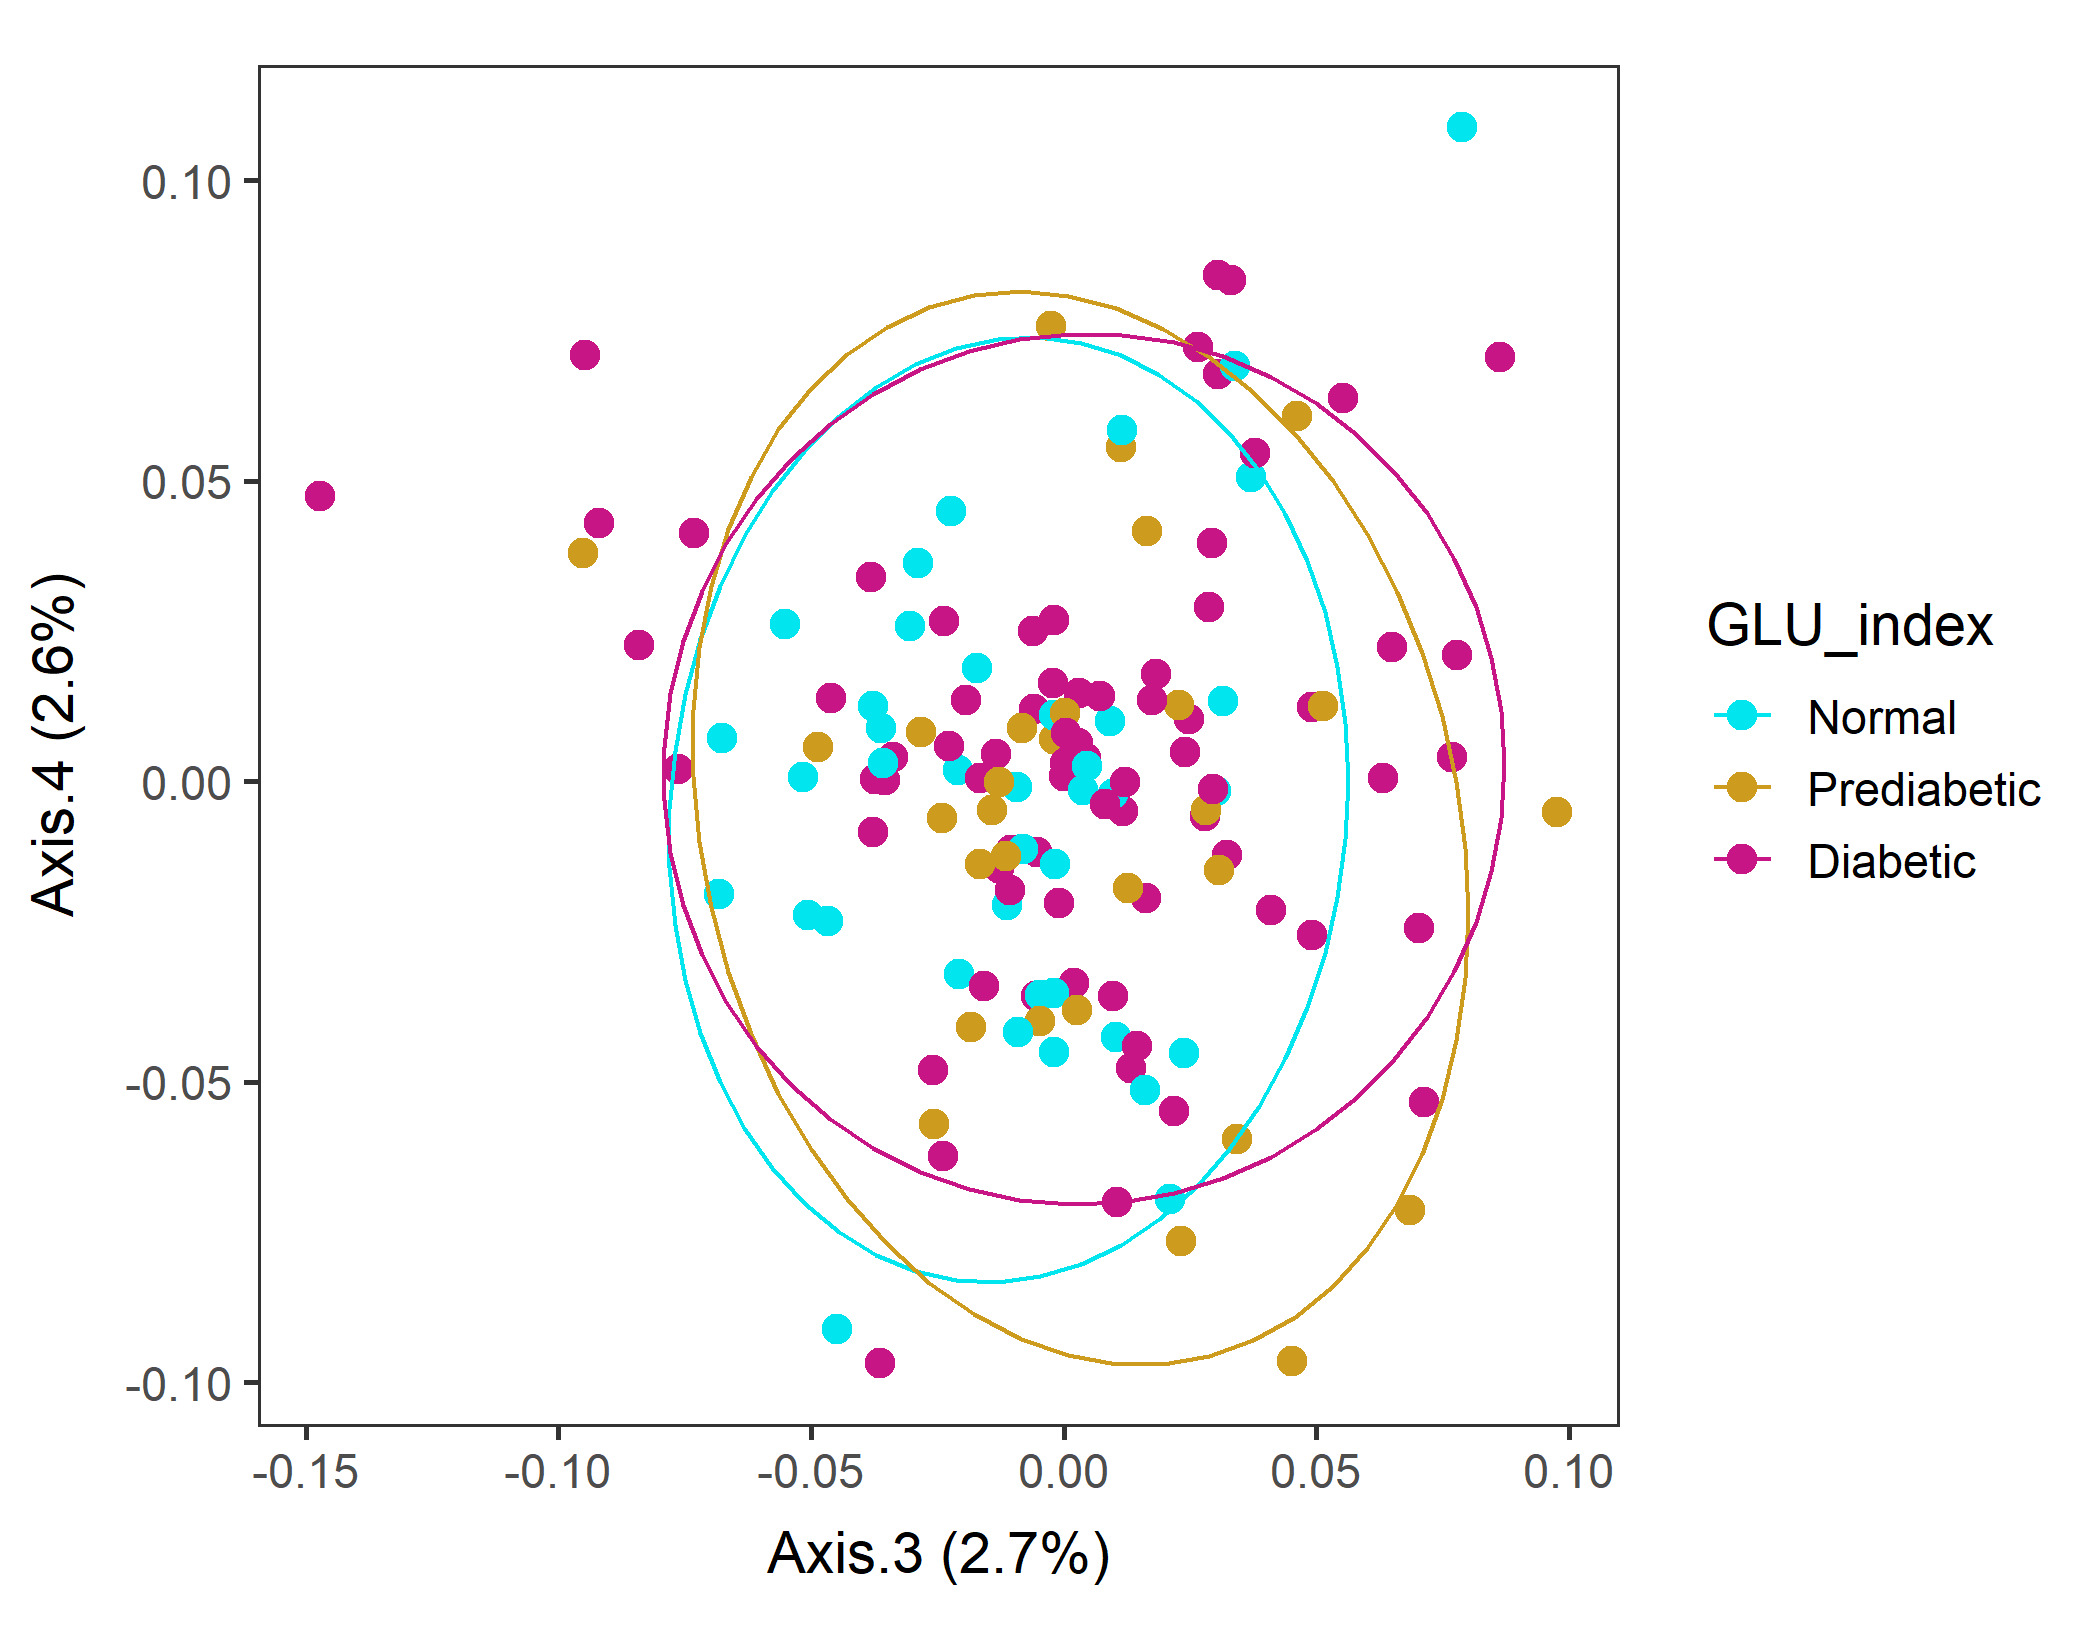 0.10
0.05
0.00
-0.05
-0.10
Axis.4 (2.6%)
-0.15
-0.10
-0.05
0.00
0.05
0.10
Axis.3 (2.7%)
GLU_index
Normal
Prediabetic
Diabetic